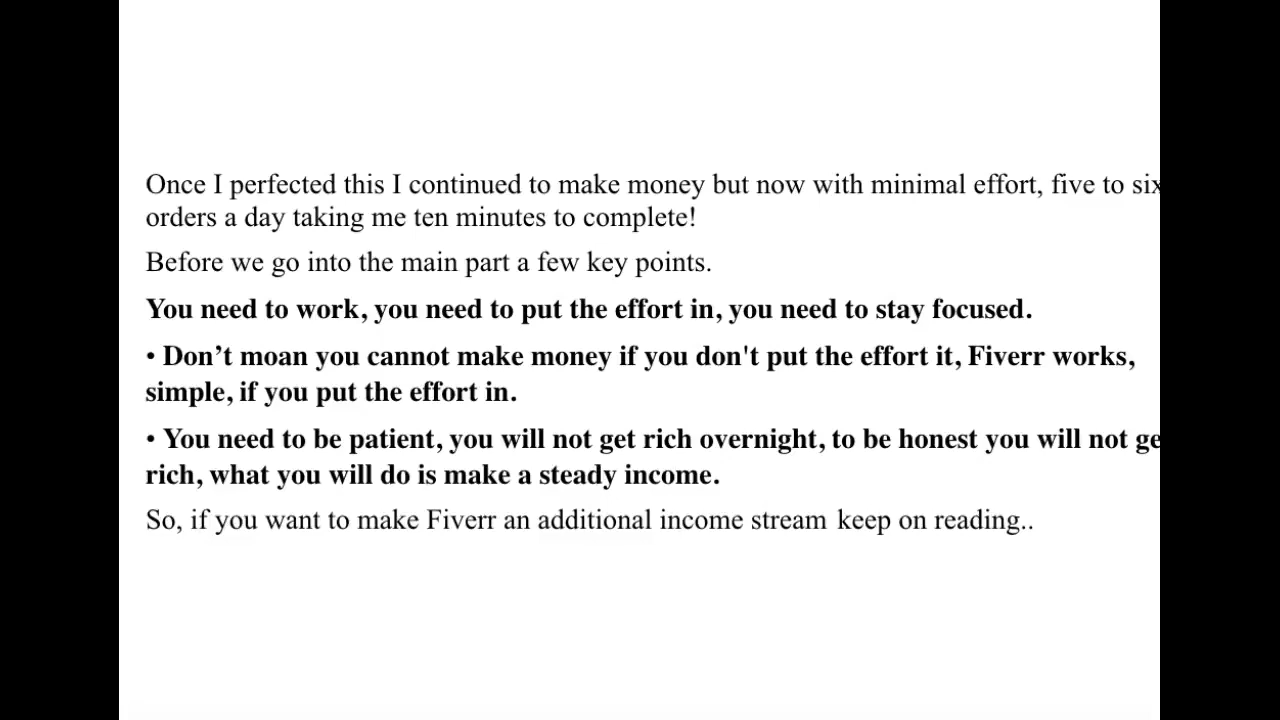 Once I perfected this I continued to make money but now with minimal effort, five to six
orders a day taking me ten minutes to complete!
Before we go into the main part a few key points.
You need to work, you need to put the effort in, you need to stay focused.
• Don’t moan you cannot make money if you don't put the effort it, Fiverr works,
simple, if you put the effort in.
• You need to be patient, you will not get rich overnight, to be honest you will not ge
rich, what you will do is make a steady income.
So, if you want to make Fiverr an additional income stream keep on reading..